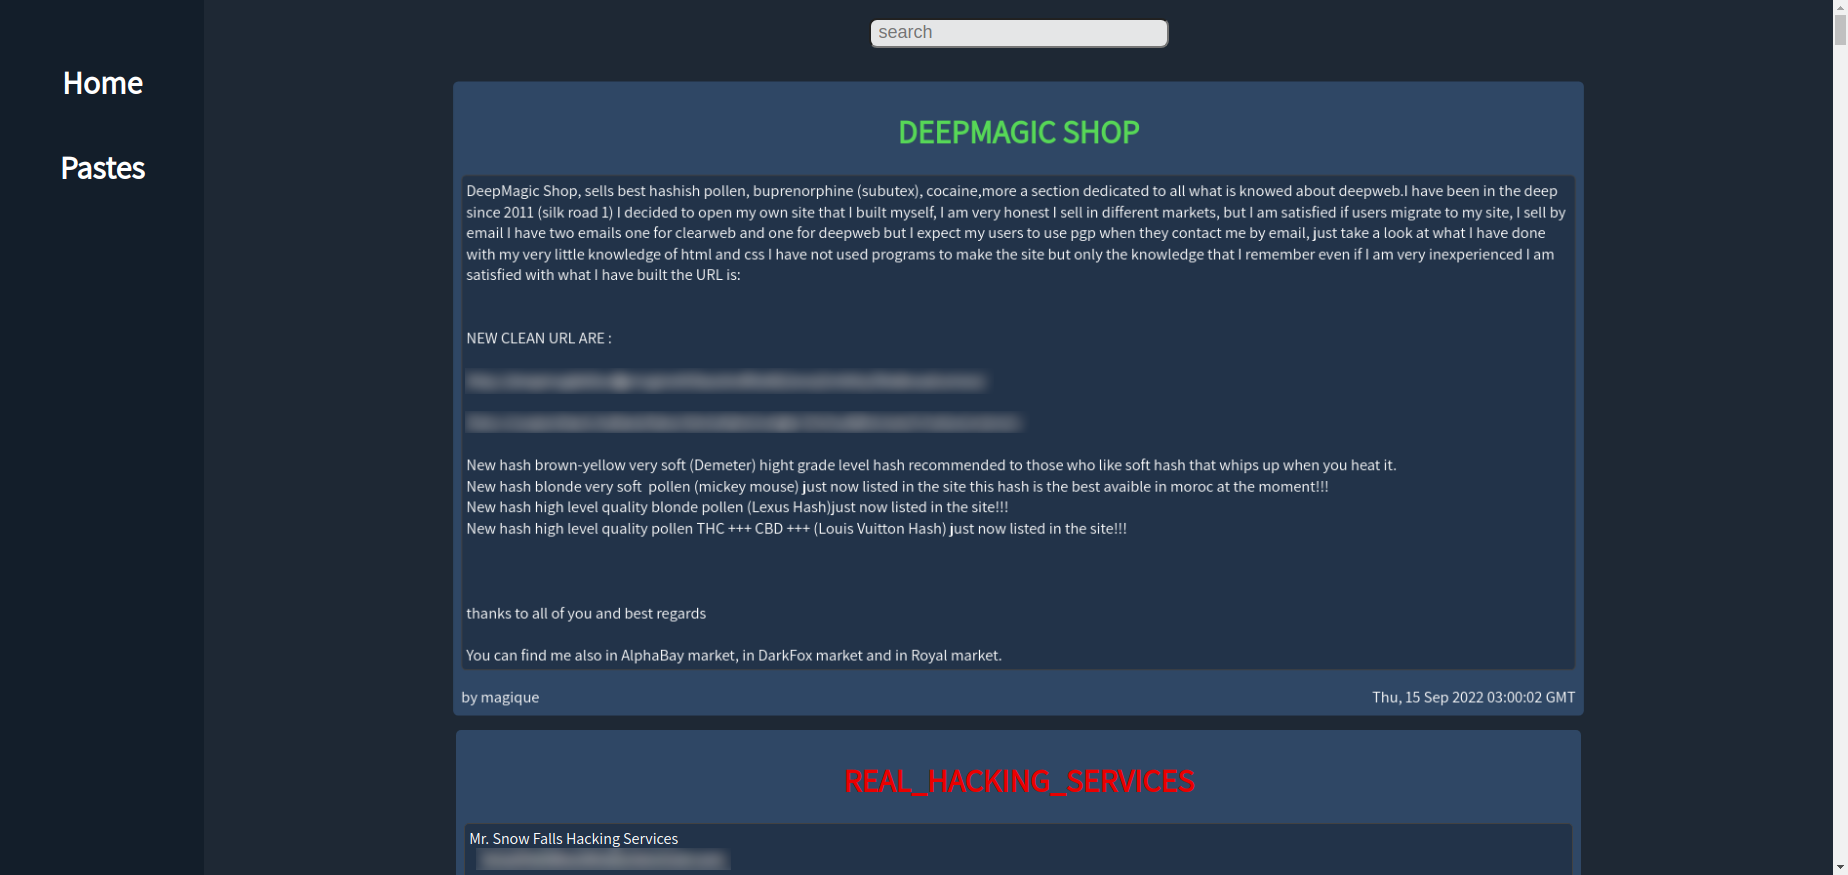 search
Home
Pastes
DEEPMAGIC SHOP
DeepMagic Shop, sells best hashish pollen, buprenorphine (subutex), cocaine,more a section dedicated to all what is knowed about deepweb.I have been in the deep
since 2011 (silk road 1) I decided to open my own site that I built myself, I am very honest I sell in different markets, but I am satisfied if users migrate to my site, I sell by
email I have two emails one for clearweb and one for deepweb but I expect my users to use pgp when they contact me by email, just take a look at what I have done
with my very little knowledge of html and css I have not used programs to make the site but only the knowledge that I remember even if I am very inexperienced I am
satisfied with what I have built the URL is:
NEW CLEAN URL ARE :
New hash brown-yellow very soft (Demeter) hight grade level hash recommended to those who like soft hash that whips up when you heat it.
New hash blonde very soft  pollen (mickey mouse) just now listed in the site this hash is the best avaible in moroc at the moment!!!
New hash high level quality blonde pollen (Lexus Hash)just now listed in the site!!!
New hash high level quality pollen THC +++ CBD +++ (Louis Vuitton Hash) just now listed in the site!!!
thanks to all of you and best regards
You can find me also in AlphaBay market, in DarkFox market and in Royal market.
by magique
Thu, 15 Sep 2022 03:00:02 GMT
REAL_HACKING_SERVICES
Mr. Snow Falls Hacking Services